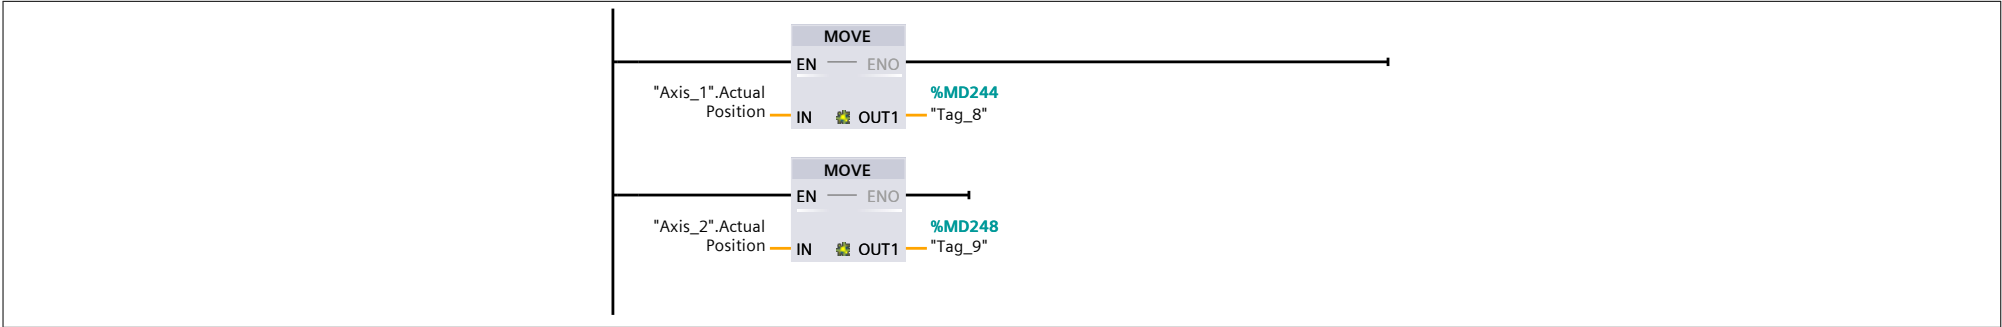 MOVE
EN ENO
"Axis_1".Actual
Position
IN OUT1
%MD244
"Tag_8"
MOVE
EN ENO
"Axis_2".Actual
Position
IN OUT1
%MD248
"Tag_9"